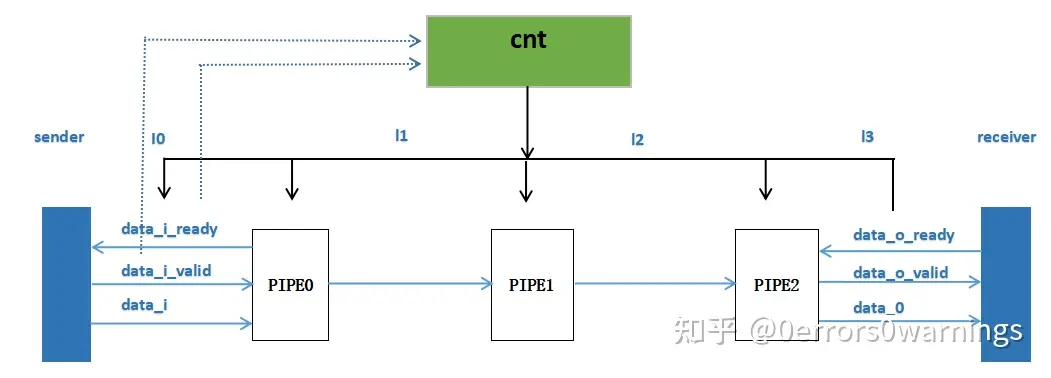 cnt
sender
l0
l1
l2
l3
receiver
data_i_ready
data_o_ready
data_i_valid
PIPE0
PIPE1
PIPE2
data_o_valid
data_i
data_0
知乎 @0errors0warnings